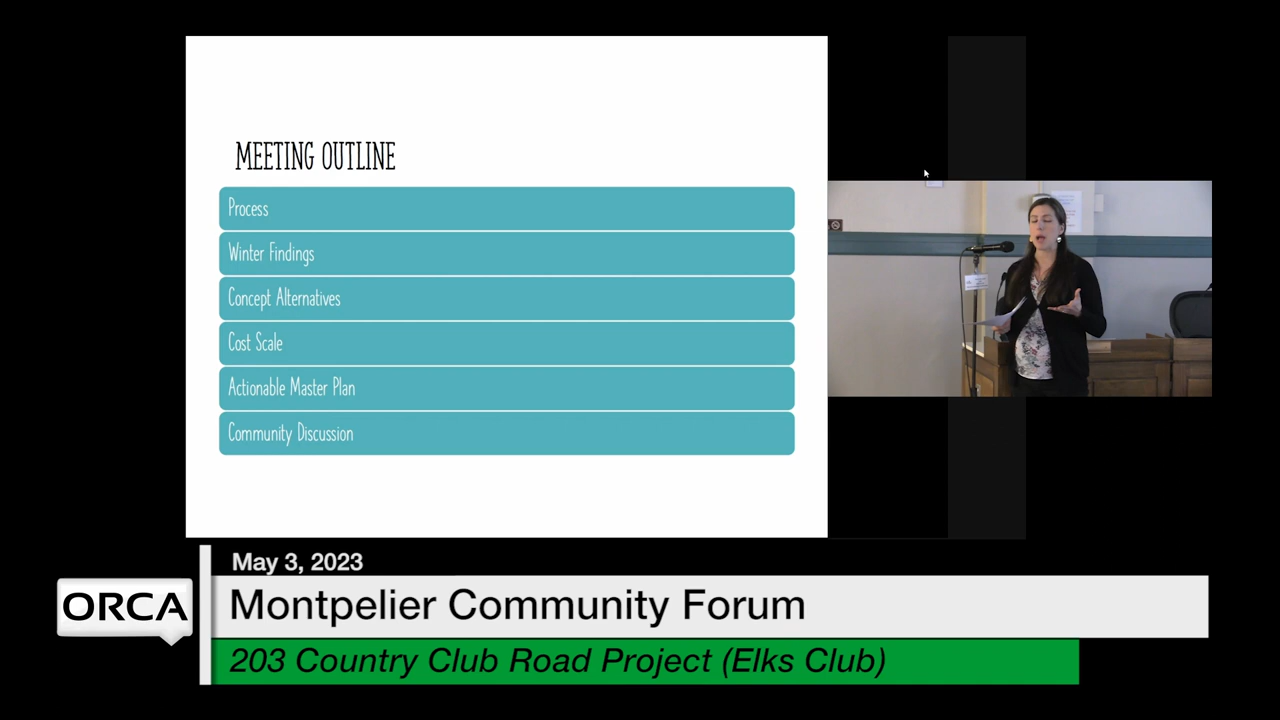 MEETING OUTLINE
Process
Winter Findings
Concept Alternatives
Cost Scale
Actionable Master Plan
Community Discussion
May 3, 2023
ORCA
Montpelier Community Forum
203 Country Club Road Project (Elks Club)